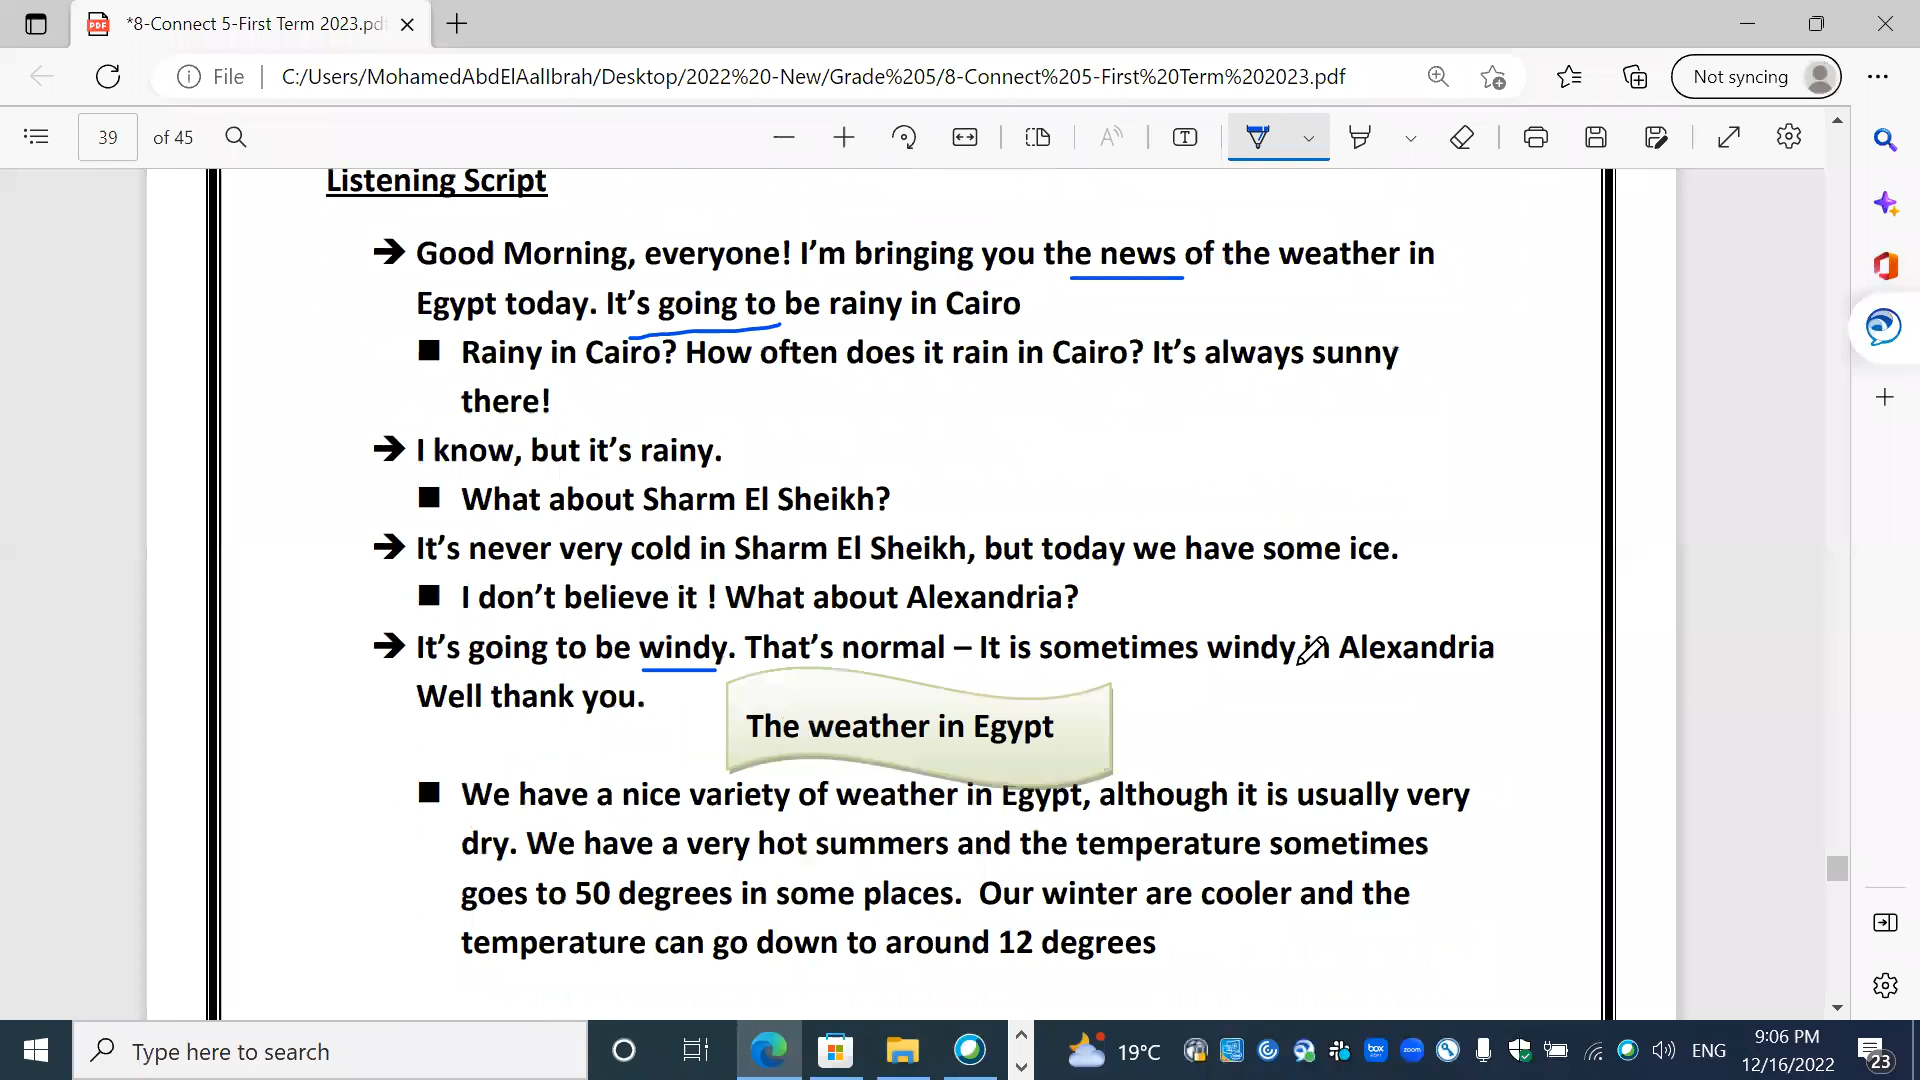 *8-Connect 5-First Term 2023.pdf
File C:/Users/MohamedAbdElAalIbrah/Desktop/2022%20-New/Grade%205/8-Connect%205-First%20Term%202023.pdf Not syncing
39 of 45
Listening Script
→ Good Morning, everyone! I’m bringing you the news of the weather in
Egypt today. It’s going to be rainy in Cairo
■ Rainy in Cairo? How often does it rain in Cairo? It’s always sunny
there!
→ I know, but it’s rainy.
■ What about Sharm El Sheikh?
→ It’s never very cold in Sharm El Sheikh, but today we have some ice.
■ I don’t believe it ! What about Alexandria?
→ It’s going to be windy. That’s normal – It is sometimes windy in Alexandria
Well thank you.
The weather in Egypt
■ We have a nice variety of weather in Egypt, although it is usually very
dry. We have a very hot summers and the temperature sometimes
goes to 50 degrees in some places. Our winter are cooler and the
temperature can go down to around 12 degrees
Type here to search
19°C
ENG
9:06 PM
12/16/2022
23